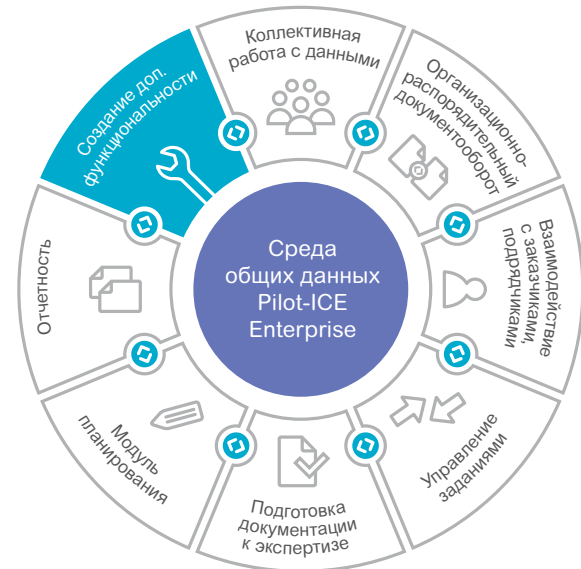 Среда
общих данных
Pilot-ICE
Enterprise
Коллективная
работа с данными
Организационно-
распорядительный
документооборот
Взаимодействие
с заказчиками,
подрядчиками
Управление
заданиями
Подготовка
документации
к экспертизе
Модуль
планирования
Отчетность
Создание доп.
функциональности